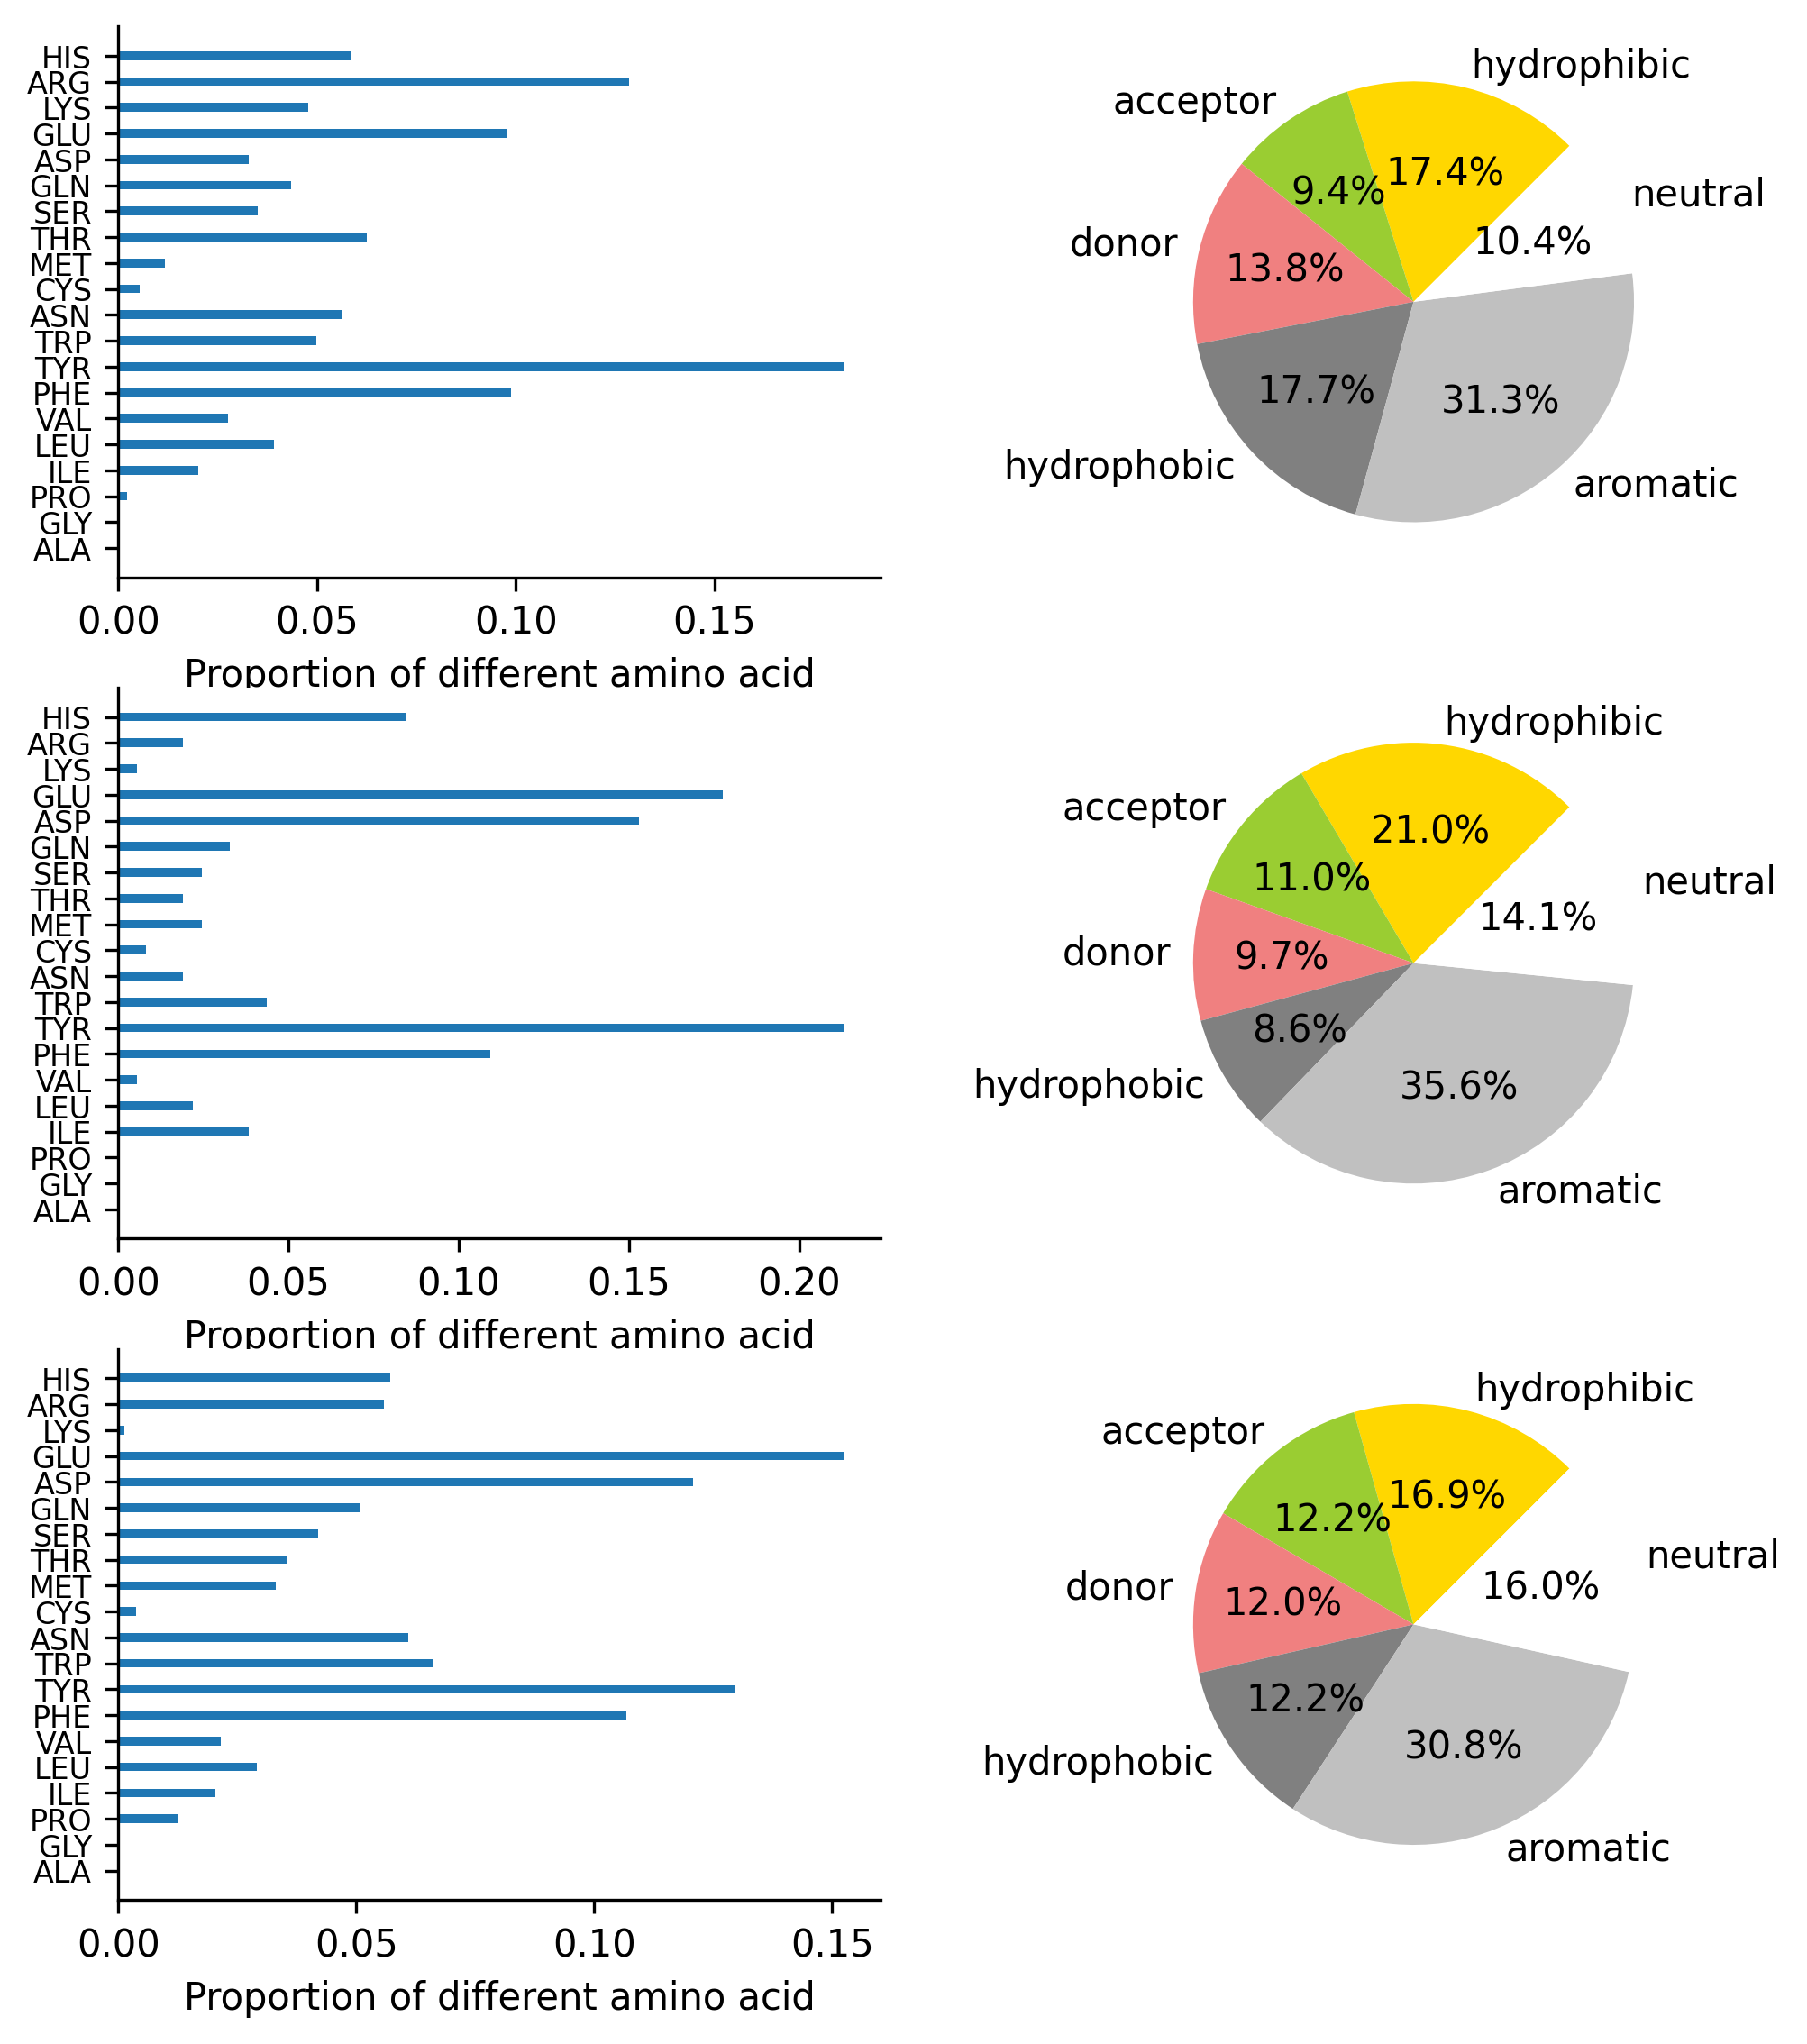 HIS
ARG
LYS
GLU
ASP
GLN
SER
THR
MET
CYS
ASN
TRP
TYR
PHE
VAL
LEU
ILE
PRO
GLY
ALA
0.00 0.05 0.10 0.15
Proportion of different amino acid
hydrophibic
acceptor
neutral
17.4%
9.4%
10.4%
donor
13.8%
17.7%
31.3%
hydrophobic
aromatic
HIS
ARG
LYS
GLU
ASP
GLN
SER
THR
MET
CYS
ASN
TRP
TYR
PHE
VAL
LEU
ILE
PRO
GLY
ALA
0.00 0.05 0.10 0.15 0.20
Proportion of different amino acid
hydrophibic
acceptor
21.0%
neutral
11.0%
14.1%
donor
9.7%
8.6%
hydrophobic
35.6%
aromatic
HIS
ARG
LYS
GLU
ASP
GLN
SER
THR
MET
CYS
ASN
TRP
TYR
PHE
VAL
LEU
ILE
PRO
GLY
ALA
0.00 0.05 0.10 0.15
Proportion of different amino acid
hydrophibic
acceptor
16.9%
12.2%
neutral
16.0%
donor
12.0%
12.2%
30.8%
hydrophobic
aromatic